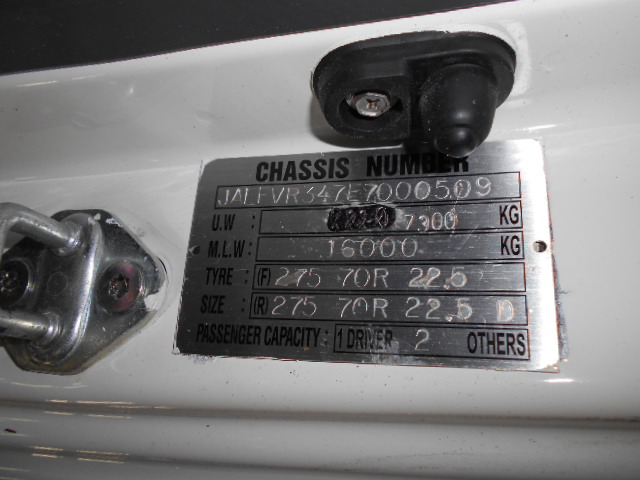 CHASSIS NUMBER
JALFVR347E7000509
U.W : 7300 KG
M.L.W : 16000 KG
TYRE : (F) 275 70R 22.5
SIZE : (R) 275 70R 22.5 D
PASSENGER CAPACITY : 1 DRIVER 2 OTHERS